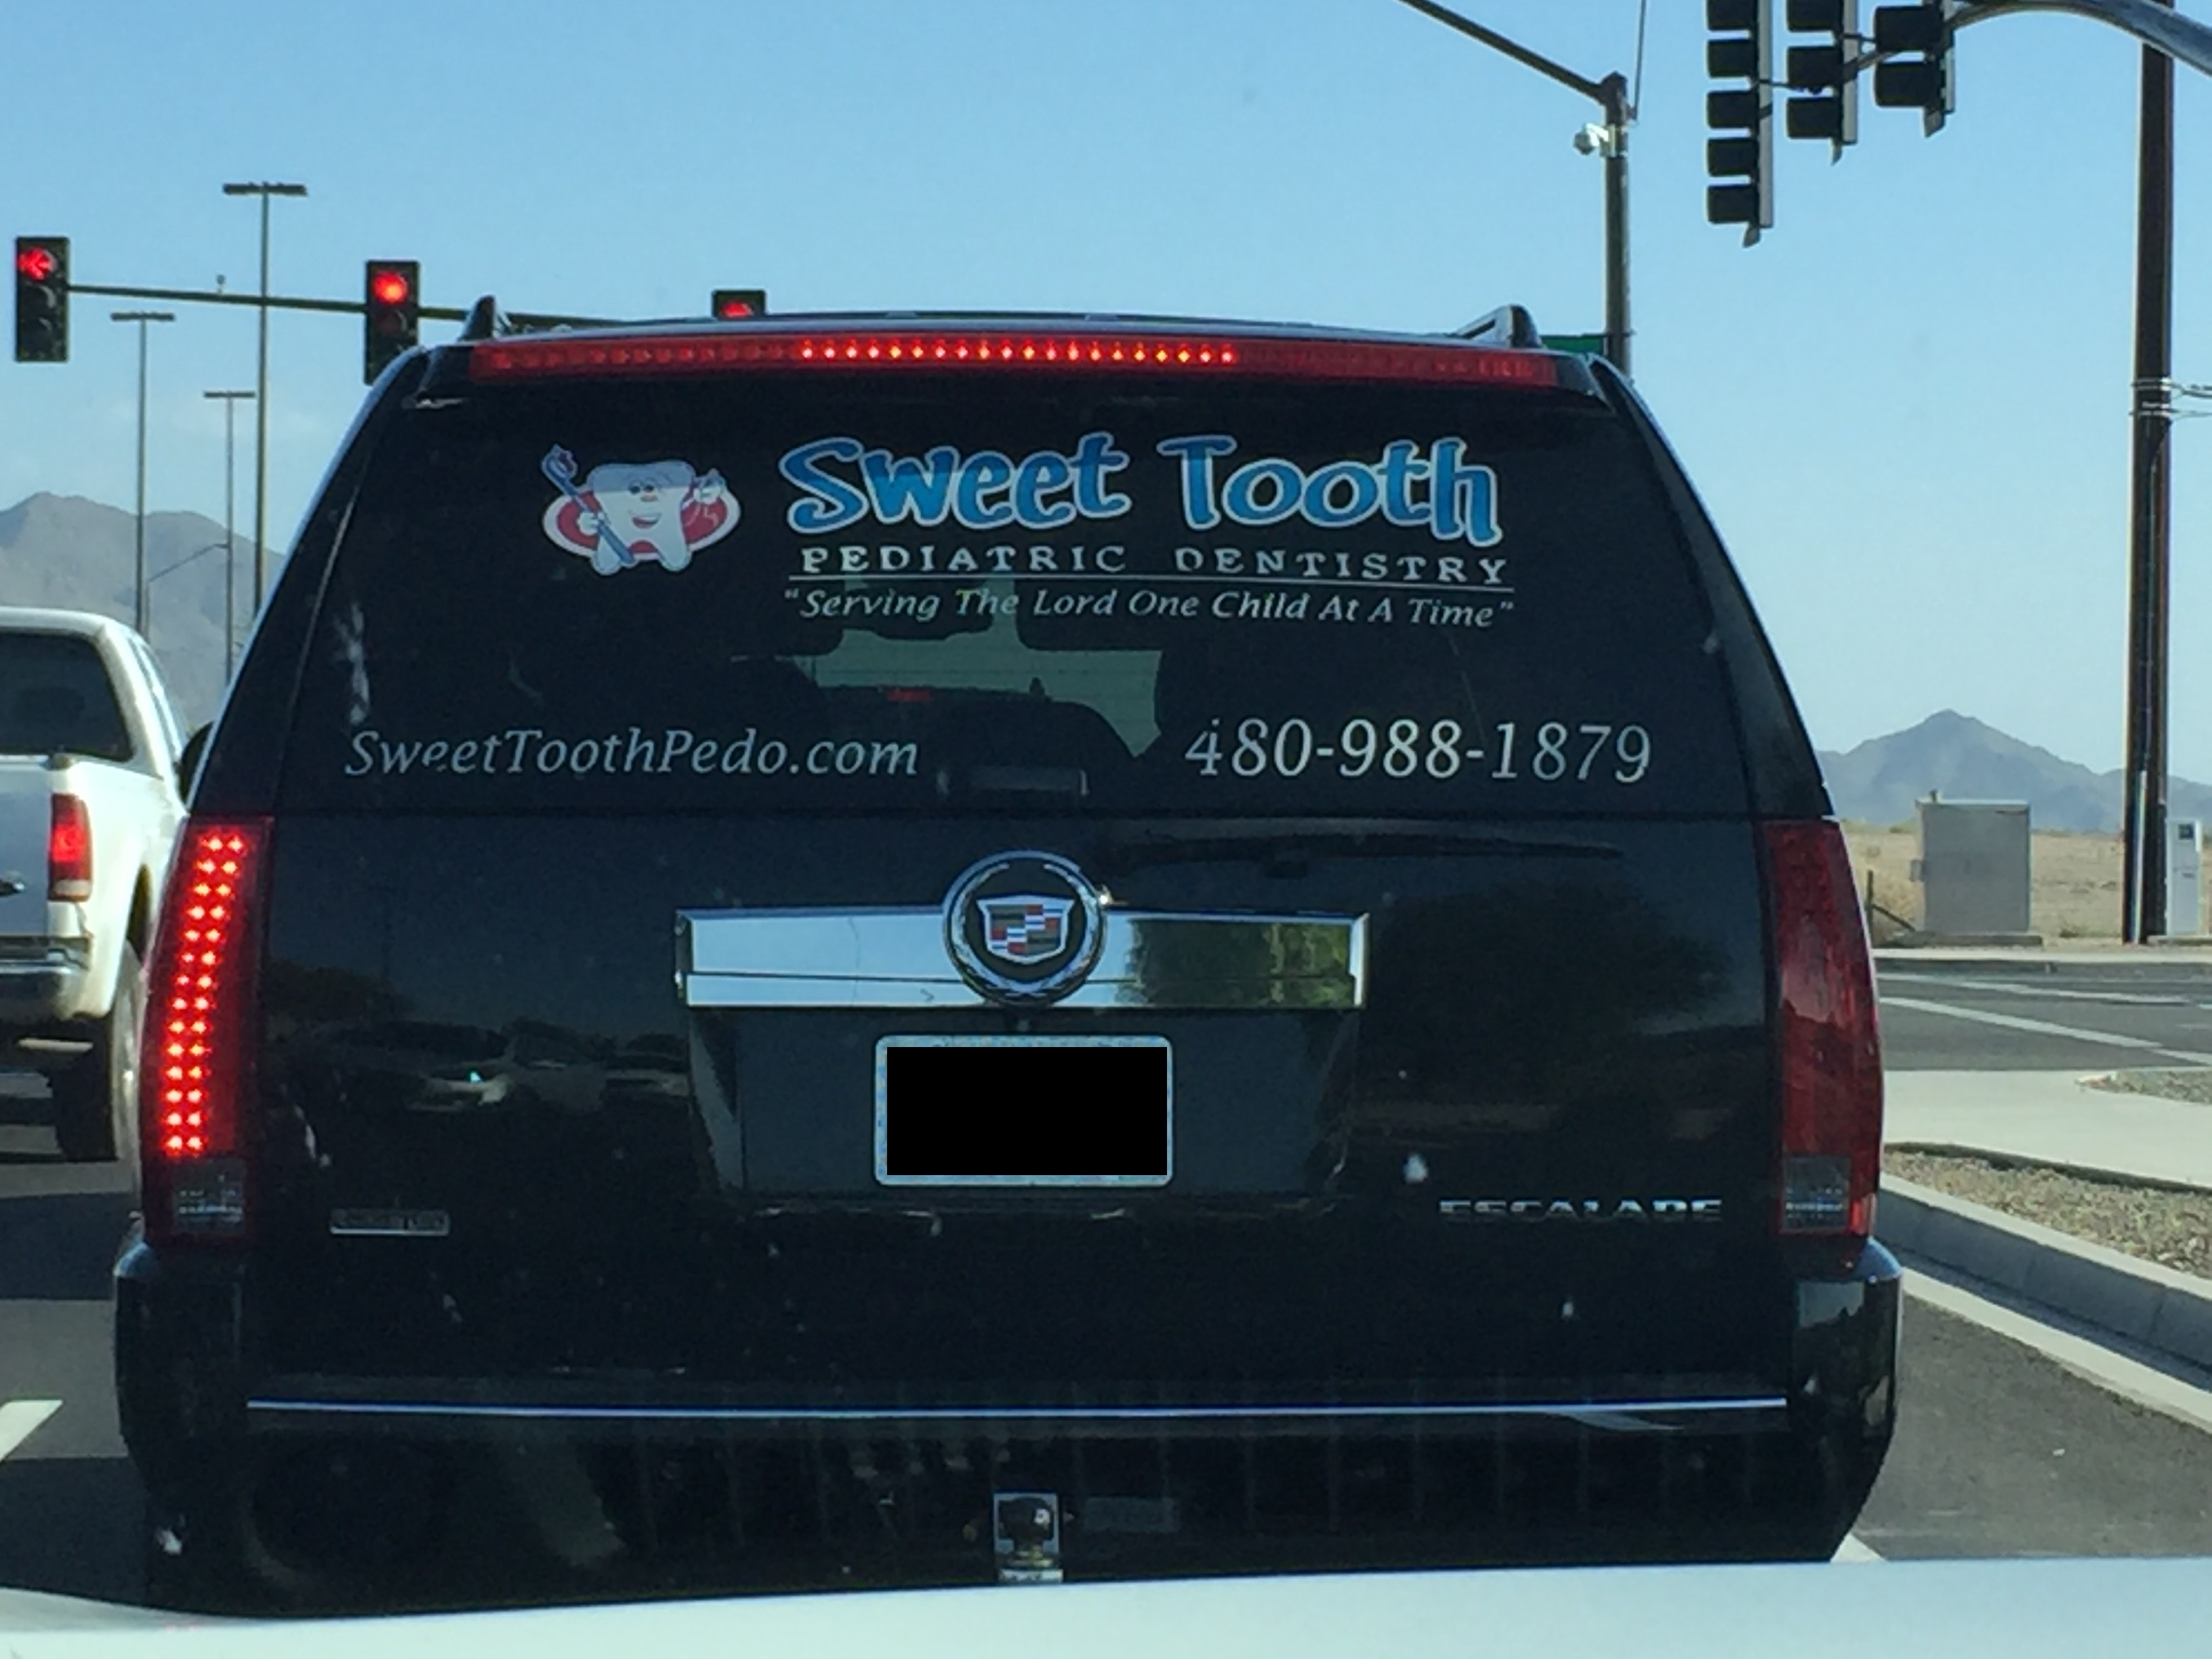 Sweet Tooth
PEDIATRIC DENTISTRY
"Serving The Lord One Child At A Time"
SweetToothPedo.com
480-988-1879
ESCALADE